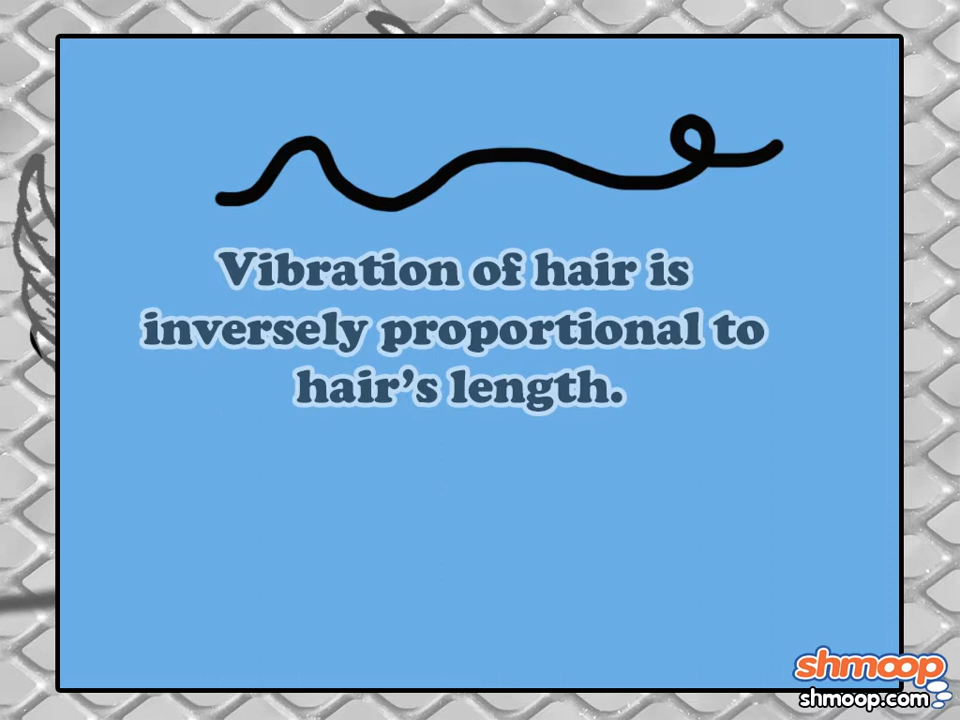 Vibration of hair is
inversely proportional to
hair’s length.
shmoop
shmoop.com